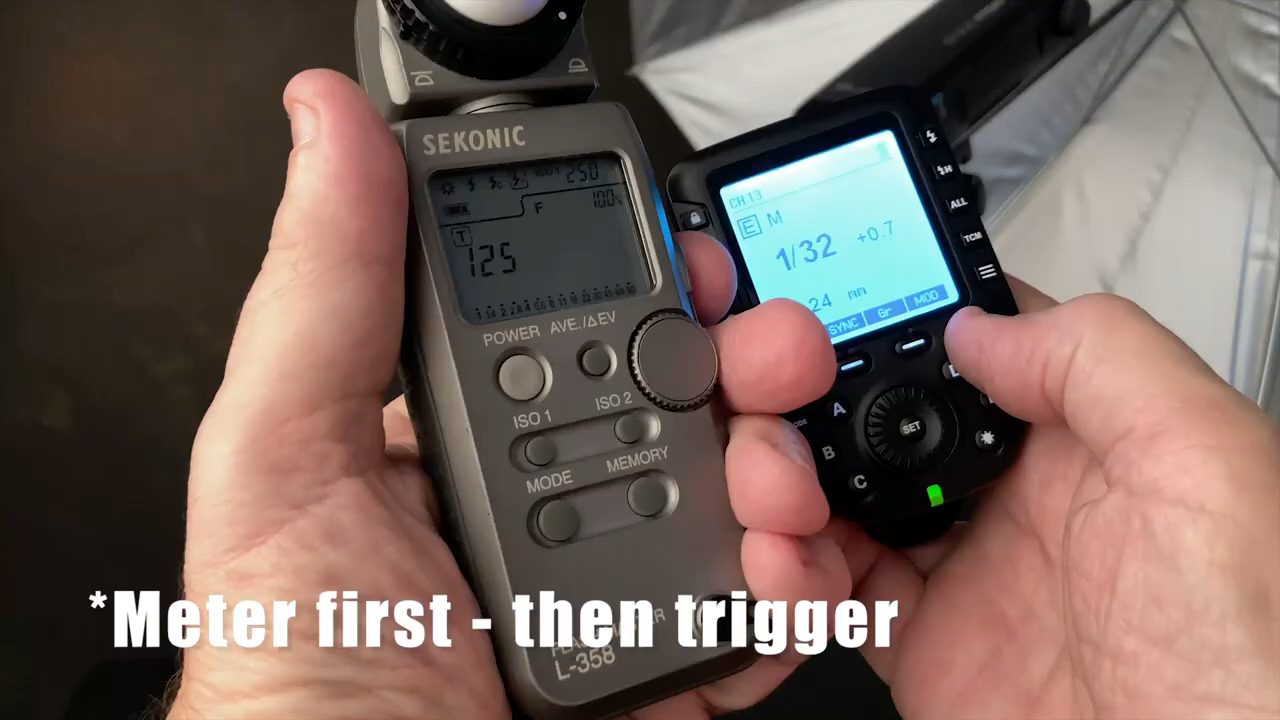 SEKONIC
250
F
100%
T
125
POWER
AVE./ΔEV
ISO 1
ISO 2
MODE
MEMORY
L-358
CH 13
E M
1/32 +0.7
24 mm
SYNC Gr MOD
H
ALL
TCM
A
B
C
SET
*Meter first - then trigger